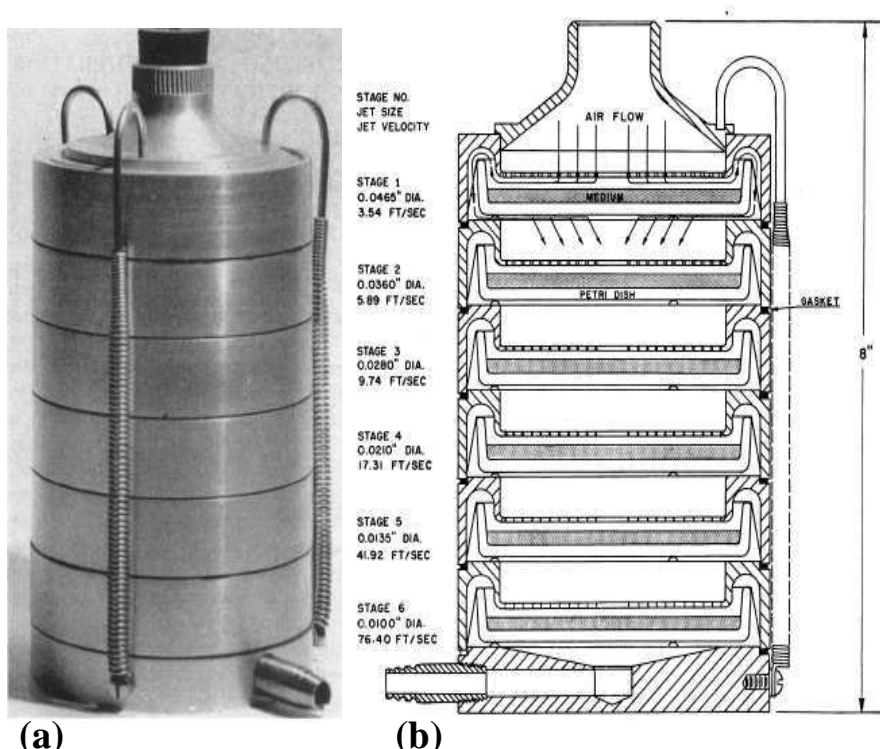 STAGE NO.
JET SIZE
JET VELOCITY
AIR FLOW
STAGE 1
0.0465" DIA.
3.54 FT/SEC
MEDIUM
STAGE 2
0.0360" DIA.
5.89 FT/SEC
PETRI DISH
GASKET
STAGE 3
0.0280" DIA.
9.74 FT/SEC
8"
STAGE 4
0.0210" DIA.
17.31 FT/SEC
STAGE 5
0.0135" DIA.
41.92 FT/SEC
STAGE 6
0.0100" DIA.
76.40 FT/SEC
(a)
(b)